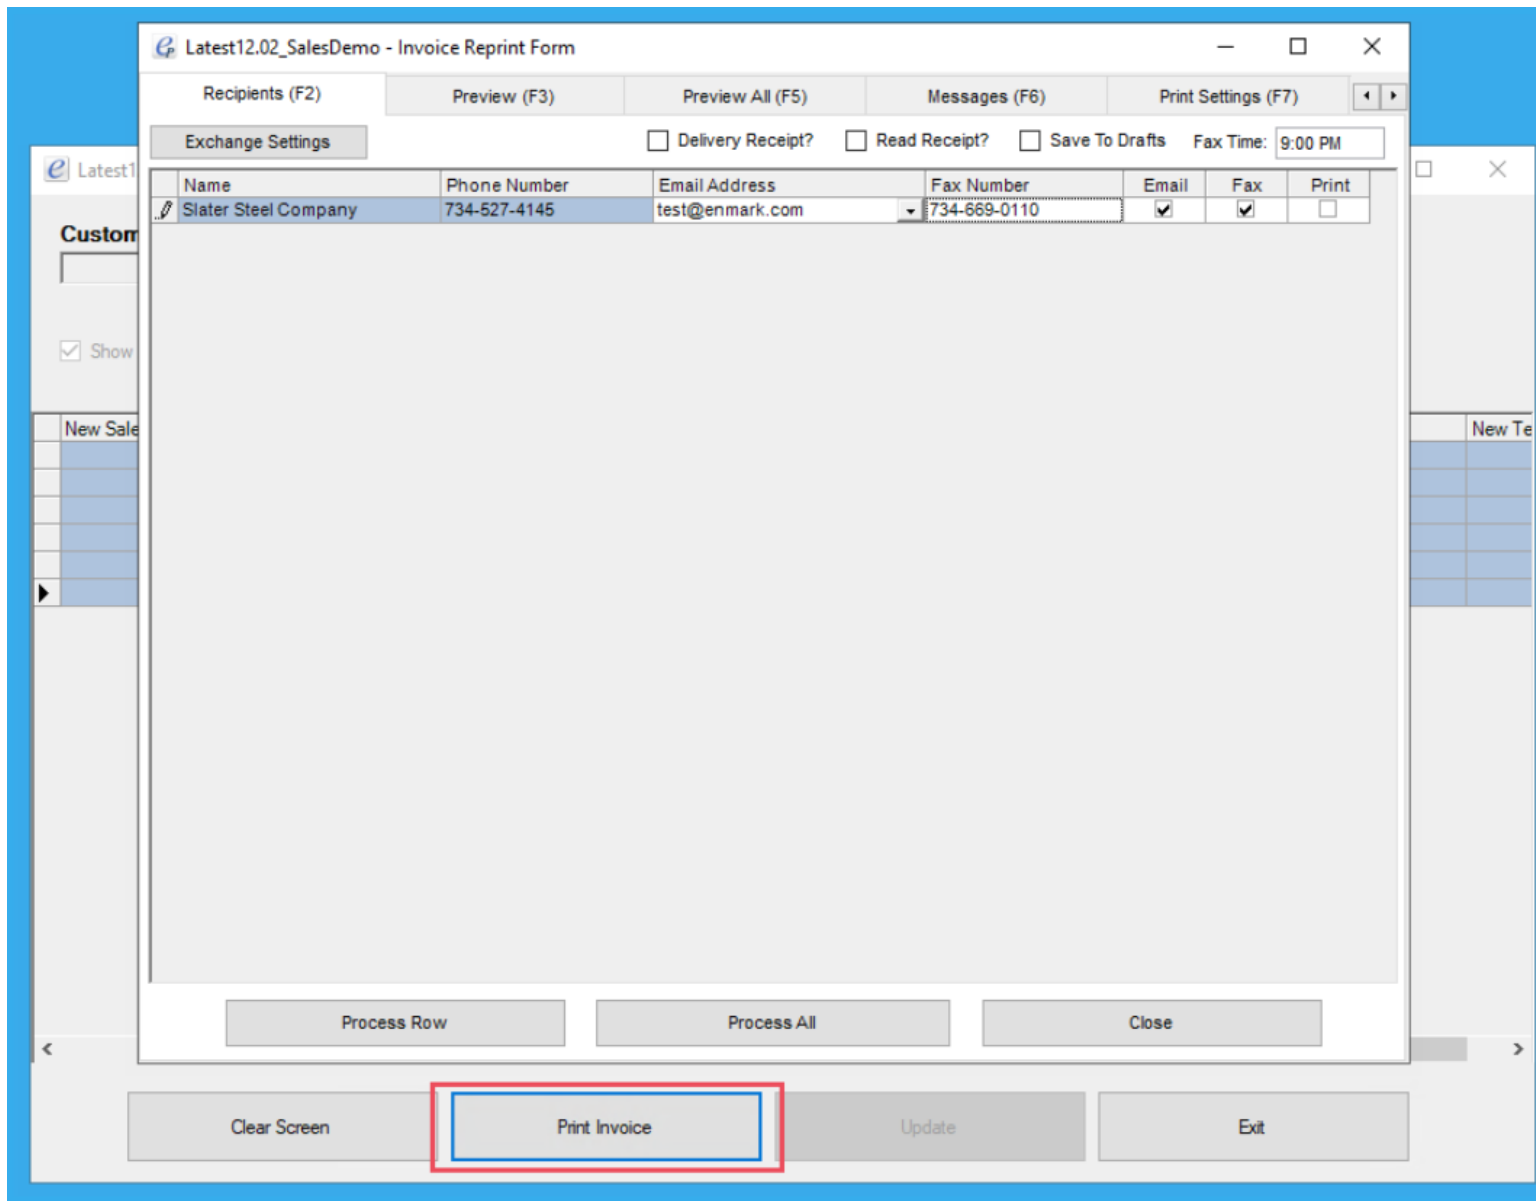 Latest12.02_SalesDemo - Invoice Reprint Form
Recipients (F2) Preview (F3) Preview All (F5) Messages (F6) Print Settings (F7)
Exchange Settings Delivery Receipt? Read Receipt? Save To Drafts Fax Time: 9:00 PM
Latest1
Name Phone Number Email Address Fax Number Email Fax Print
Slater Steel Company 734-527-4145 test@enmark.com 734-669-0110
Custom
Show
New Sale New Te
Process Row Process All Close
Clear Screen Print Invoice Update Exit